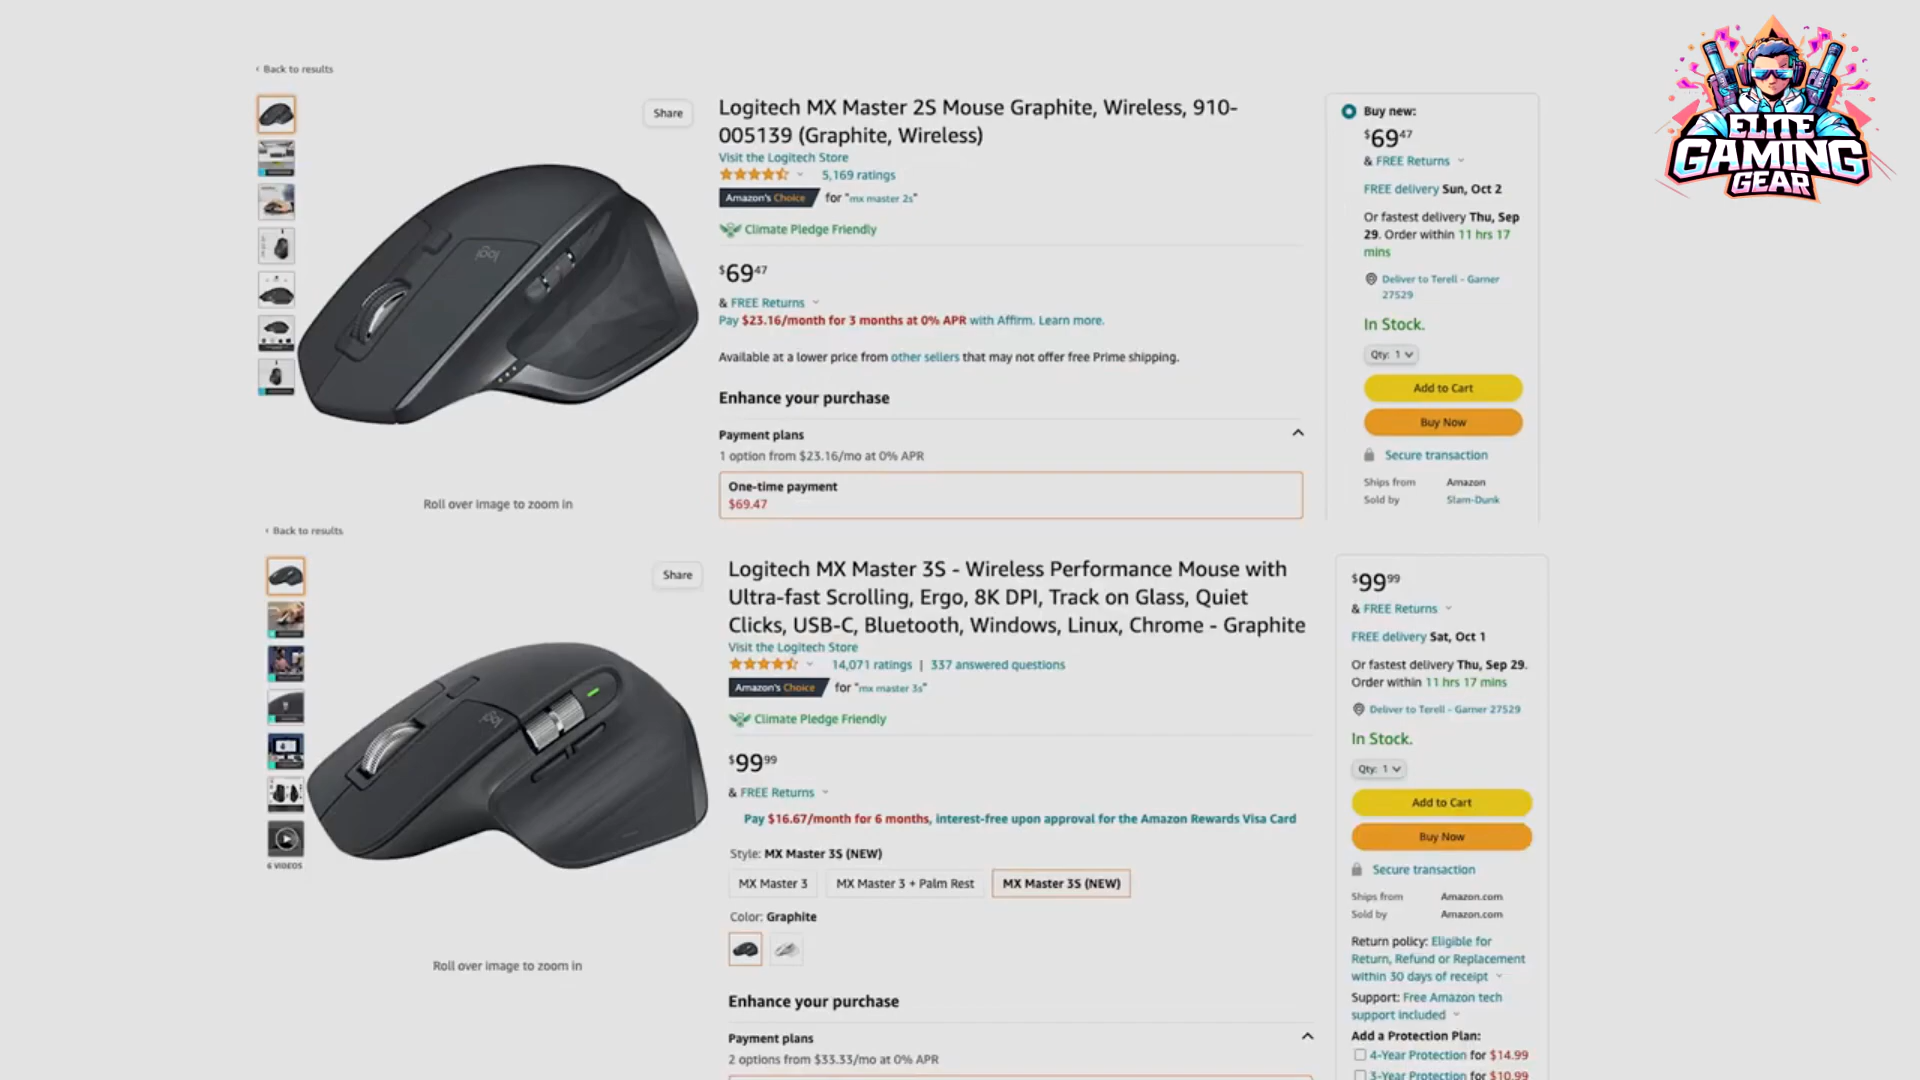 ‹ Back to results
Share
Logitech MX Master 2S Mouse Graphite, Wireless, 910-
005139 (Graphite, Wireless)
Visit the Logitech Store
5,169 ratings
Amazon's Choice for "mx master 2s"
Climate Pledge Friendly
$69 47
& FREE Returns
Pay $23.16/month for 3 months at 0% APR with Affirm. Learn more.
Available at a lower price from other sellers that may not offer free Prime shipping.
Enhance your purchase
Payment plans
1 option from $23.16/mo at 0% APR
One-time payment
$69.47
logi
Roll over image to zoom in
Buy new:
$69 47
& FREE Returns
FREE delivery Sun, Oct 2
Or fastest delivery Thu, Sep
29. Order within 11 hrs 17
mins
Deliver to Terell - Garner
27529
In Stock.
Qty: 1
Add to Cart
Buy Now
Secure transaction
Ships from Amazon
Sold by Slam-Dunk
ELITE
GAMING
GEAR
‹ Back to results
Share
Logitech MX Master 3S - Wireless Performance Mouse with
Ultra-fast Scrolling, Ergo, 8K DPI, Track on Glass, Quiet
Clicks, USB-C, Bluetooth, Windows, Linux, Chrome - Graphite
Visit the Logitech Store
14,071 ratings | 337 answered questions
Amazon's Choice for "mx master 3s"
Climate Pledge Friendly
$99 99
& FREE Returns
Pay $16.67/month for 6 months, interest-free upon approval for the Amazon Rewards Visa Card
Style: MX Master 3S (NEW)
MX Master 3
MX Master 3 + Palm Rest
MX Master 3S (NEW)
Color: Graphite
Enhance your purchase
Payment plans
2 options from $33.33/mo at 0% APR
logi
6 VIDEOS
Roll over image to zoom in
$99 99
& FREE Returns
FREE delivery Sat, Oct 1
Or fastest delivery Thu, Sep 29.
Order within 11 hrs 17 mins
Deliver to Terell - Garner 27529
In Stock.
Qty: 1
Add to Cart
Buy Now
Secure transaction
Ships from Amazon.com
Sold by Amazon.com
Return policy: Eligible for
Return, Refund or Replacement
within 30 days of receipt
Support: Free Amazon tech
support included
Add a Protection Plan:
4-Year Protection for $14.99
3-Year Protection for $10.99